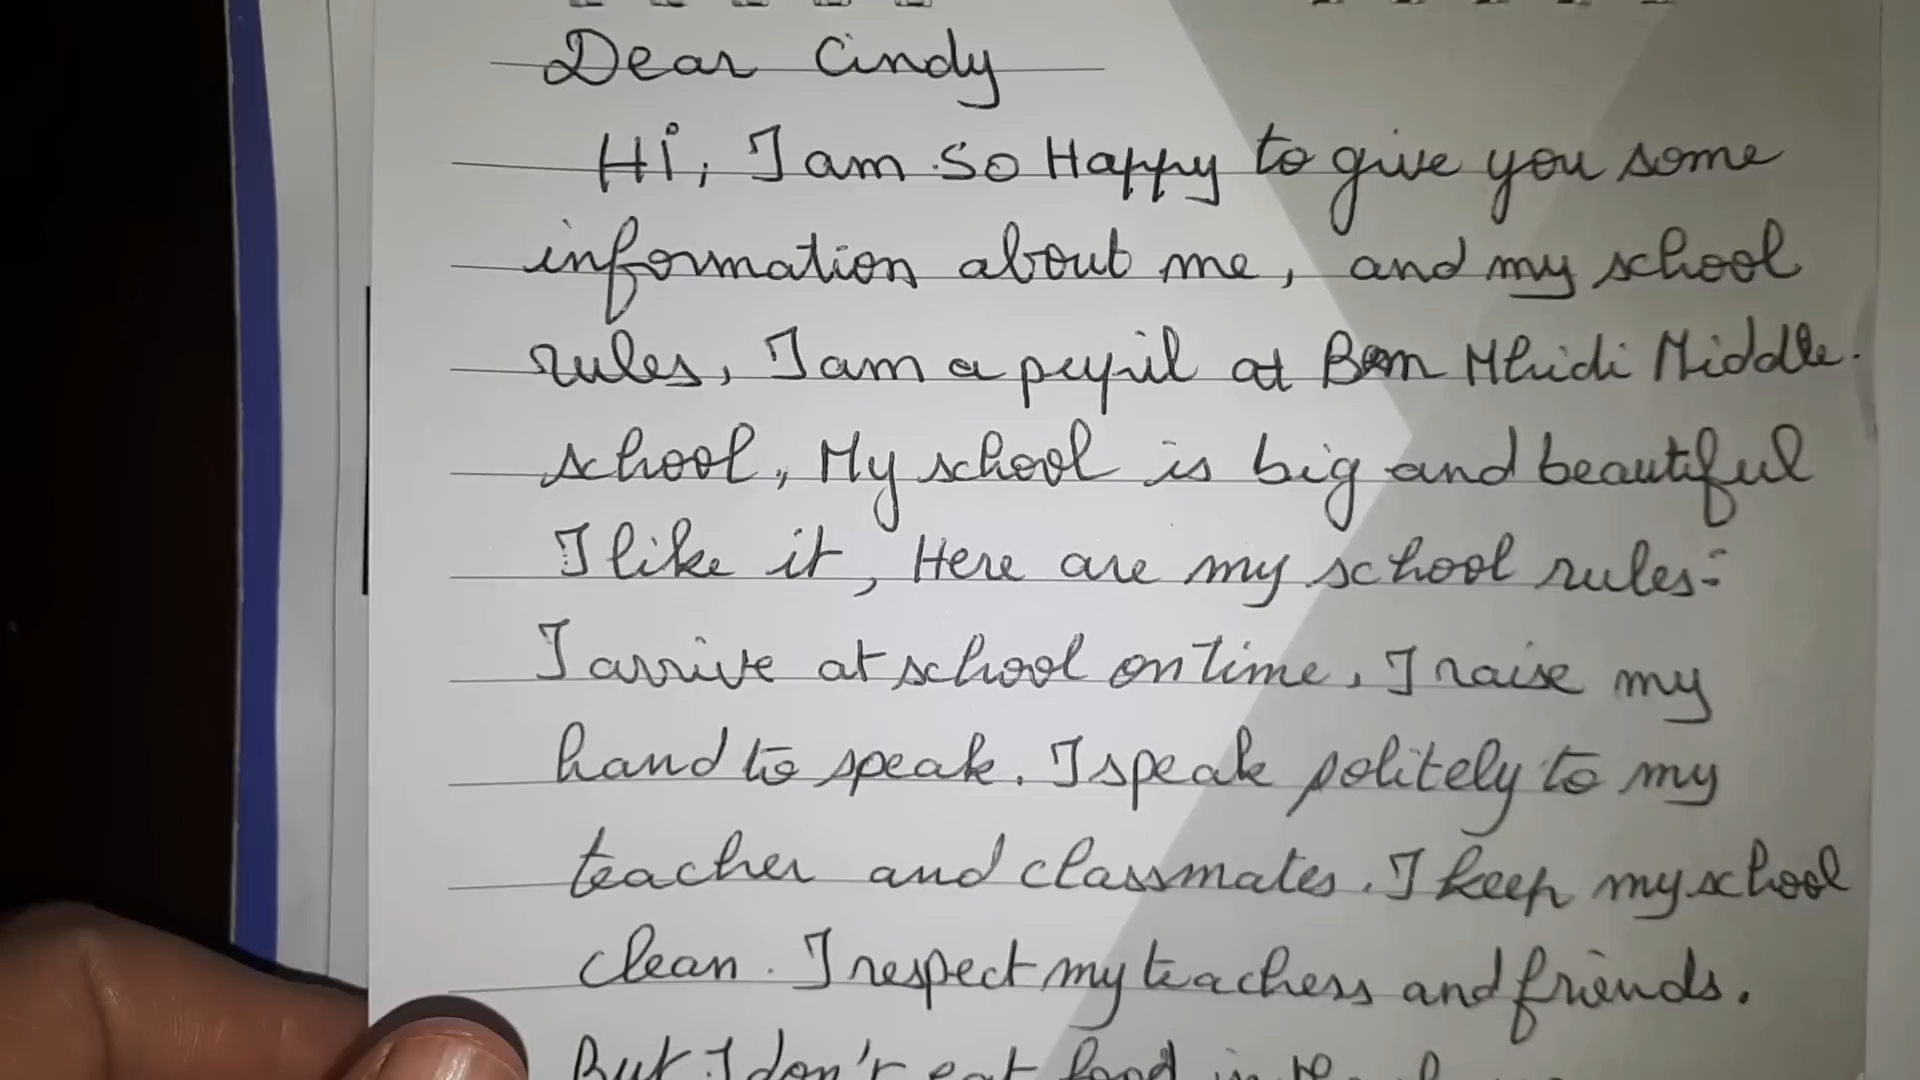 Dear Cindy
Hi, I am so Happy to give you some
information about me, and my school
rules, I am a pupil at Ben Mhidi Middle.
school, My school is big and beautiful
I like it, Here are my school rules:
I arrive at school on time. I raise my
hand to speak. I speak politely to my
teacher and classmates. I keep my school
clean. I respect my teachers and friends.
But I don't eat food in the